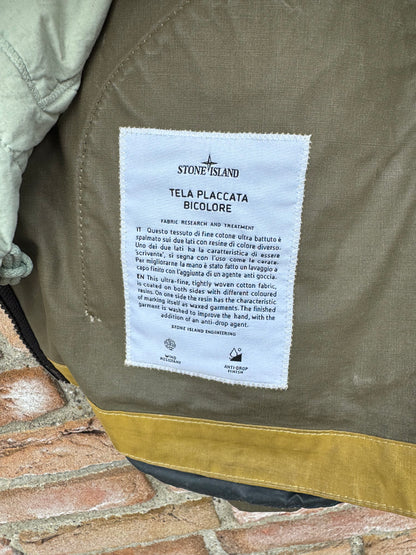 STONE ISLAND
TELA PLACCATA
BICOLORE
FABRIC RESEARCH AND TREATMENT
IT Questo tessuto di fine cotone ultra battuto è
spalmato sui due lati con resine di colore diverso.
Uno dei due lati ha la caratteristica di essere
'scrivente', si segna con l'uso come le cerate.
Per migliorarne la mano è stato fatto un lavaggio a
capo finito con l'aggiunta di un agente anti goccia.
EN This ultra-fine, tightly woven cotton fabric,
is coated on both sides with different coloured
resins. On one side the resin has the characteristic
of marking itself as waxed garments. The finished
garment is washed to improve the hand, with the
addition of an anti-drop agent.
STONE ISLAND ENGINEERING
WIND
RESISTANT
ANTI-DROP
FINISH